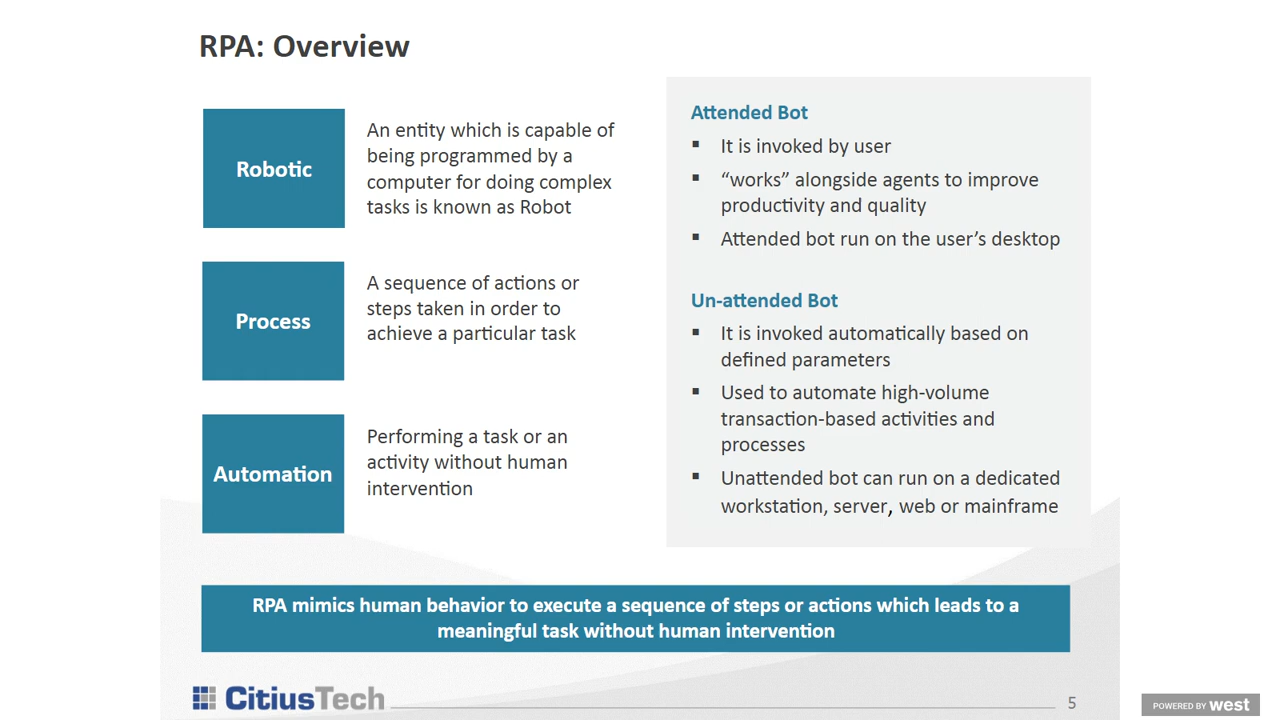 RPA: Overview
Robotic
An entity which is capable of
being programmed by a
computer for doing complex
tasks is known as Robot
Process
A sequence of actions or
steps taken in order to
achieve a particular task
Automation
Performing a task or an
activity without human
intervention
Attended Bot
▪ It is invoked by user
▪ “works” alongside agents to improve
productivity and quality
▪ Attended bot run on the user’s desktop
Un-attended Bot
▪ It is invoked automatically based on
defined parameters
▪ Used to automate high-volume
transaction-based activities and
processes
▪ Unattended bot can run on a dedicated
workstation, server, web or mainframe
RPA mimics human behavior to execute a sequence of steps or actions which leads to a
meaningful task without human intervention
CitiusTech
5
POWERED BY west